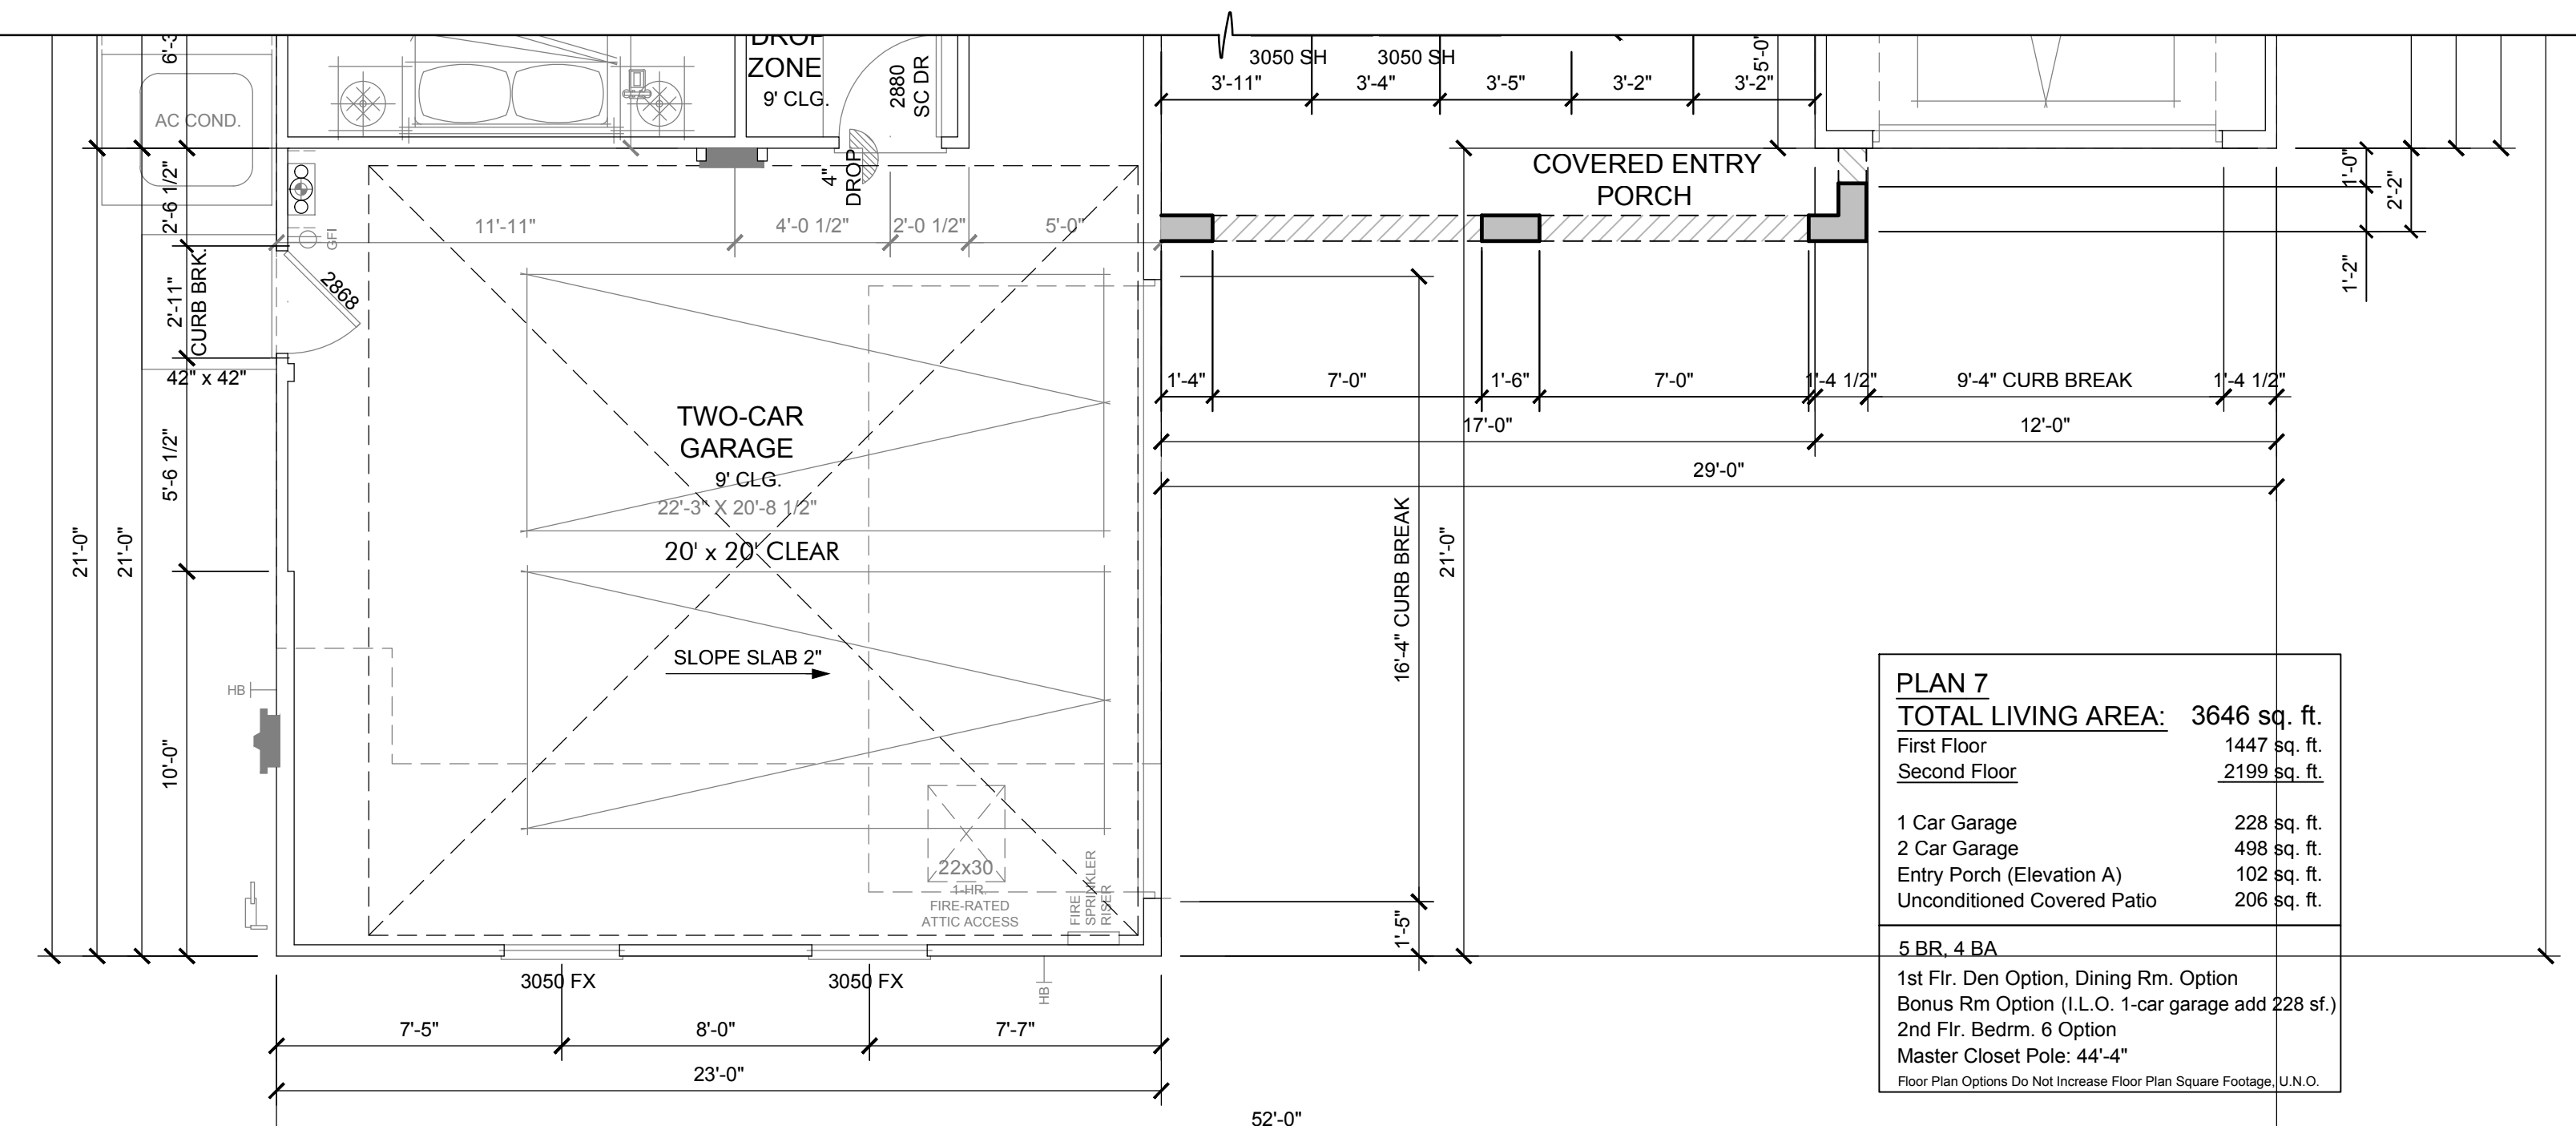 DROP
ZONE
9' CLG.
2880
SC DR
3050 SH
3050 SH
3'-11"
3'-4"
3'-5"
3'-2"
3'-2"
5'-0"
AC COND.
4"
DROP
COVERED ENTRY
PORCH
1'-0"
2'-2"
1'-2"
2'-6 1/2"
2'-11"
CURB BRK.
GFI
2868
42" x 42"
11'-11"
4'-0 1/2"
2'-0 1/2"
5'-0"
1'-4"
7'-0"
1'-6"
7'-0"
1'-4 1/2"
9'-4" CURB BREAK
1'-4 1/2"
17'-0"
12'-0"
29'-0"
TWO-CAR
GARAGE
9' CLG.
22'-3" X 20'-8 1/2"
20' x 20' CLEAR
SLOPE SLAB 2"
5'-6 1/2"
21'-0"
21'-0"
10'-0"
HB
16'-4" CURB BREAK
21'-0"
1'-5"
22x30
1-HR.
FIRE-RATED
ATTIC ACCESS
FIRE
SPRINKLER
RISER
3050 FX
3050 FX
HB
7'-5"
8'-0"
7'-7"
23'-0"
52'-0"
PLAN 7
TOTAL LIVING AREA: 3646 sq. ft.
First Floor 1447 sq. ft.
Second Floor 2199 sq. ft.
1 Car Garage 228 sq. ft.
2 Car Garage 498 sq. ft.
Entry Porch (Elevation A) 102 sq. ft.
Unconditioned Covered Patio 206 sq. ft.
5 BR, 4 BA
1st Flr. Den Option, Dining Rm. Option
Bonus Rm Option (I.L.O. 1-car garage add 228 sf.)
2nd Flr. Bedrm. 6 Option
Master Closet Pole: 44'-4"
Floor Plan Options Do Not Increase Floor Plan Square Footage, U.N.O.